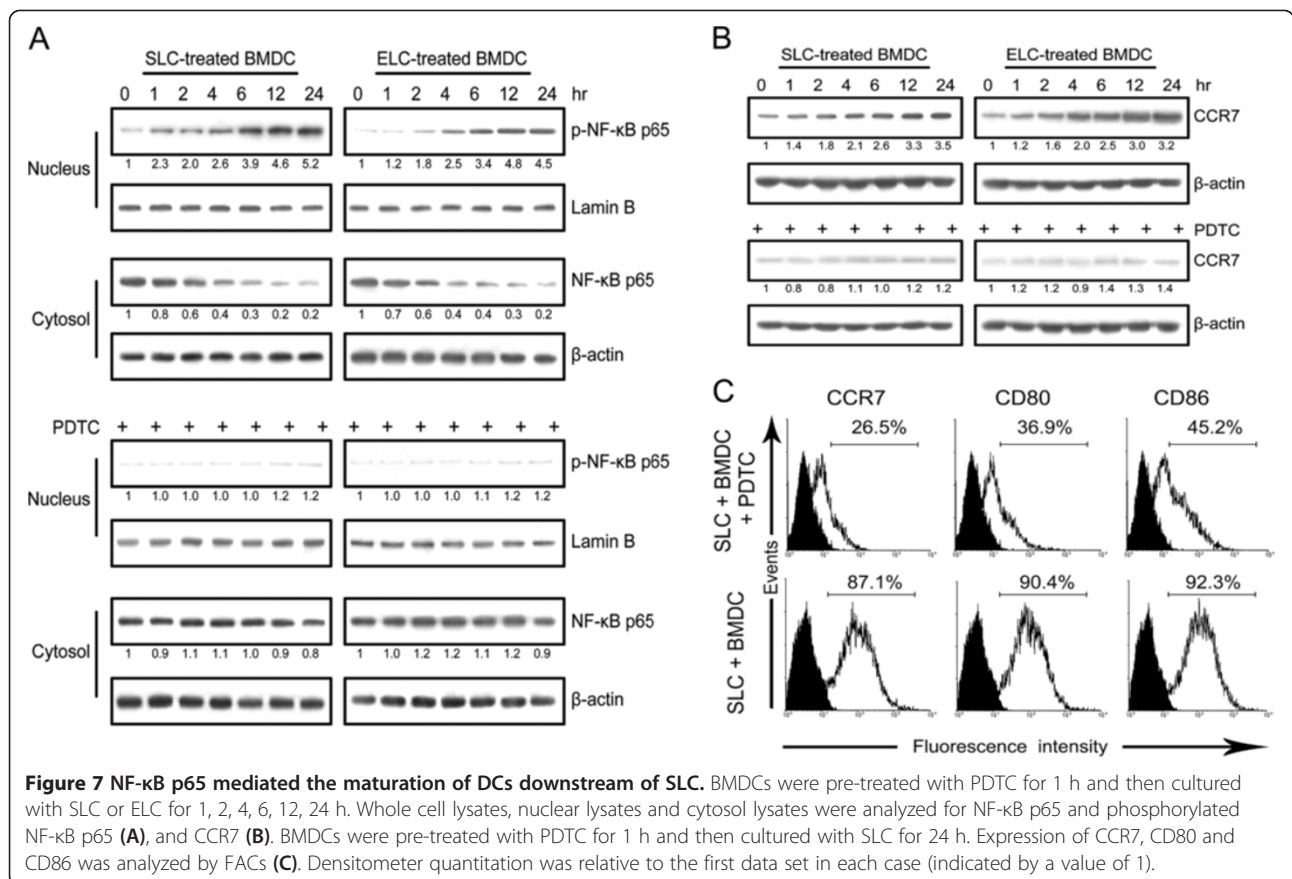 A
SLC-treated BMDC ELC-treated BMDC
0 1 2 4 6 12 24 0 1 2 4 6 12 24 hr
p-NF-κB p65
1 2.3 2.0 2.6 3.9 4.6 5.2 1 1.2 1.8 2.5 3.4 4.8 4.5
Nucleus
Lamin B
NF-κB p65
1 0.8 0.6 0.4 0.3 0.2 0.2 1 0.7 0.6 0.4 0.4 0.3 0.2
Cytosol
β-actin
PDTC + + + + + + + + + + + + + +
p-NF-κB p65
1 1.0 1.0 1.0 1.0 1.2 1.2 1 1.0 1.0 1.0 1.1 1.2 1.2
Nucleus
Lamin B
NF-κB p65
1 0.9 1.1 1.1 1.0 0.9 0.8 1 1.0 1.2 1.2 1.1 1.2 0.9
Cytosol
β-actin
B
SLC-treated BMDC ELC-treated BMDC
0 1 2 4 6 12 24 0 1 2 4 6 12 24 hr
CCR7
1 1.4 1.8 2.1 2.6 3.3 3.5 1 1.2 1.6 2.0 2.5 3.0 3.2
β-actin
+ + + + + + + + + + + + + + PDTC
CCR7
1 0.8 0.8 1.1 1.0 1.2 1.2 1 1.2 1.2 0.9 1.4 1.3 1.4
β-actin
C
CCR7 CD80 CD86
26.5% 36.9% 45.2%
SLC + BMDC
+ PDTC
Events
87.1% 90.4% 92.3%
SLC + BMDC
Fluorescence intensity
Figure 7 NF-κB p65 mediated the maturation of DCs downstream of SLC. BMDCs were pre-treated with PDTC for 1 h and then cultured
with SLC or ELC for 1, 2, 4, 6, 12, 24 h. Whole cell lysates, nuclear lysates and cytosol lysates were analyzed for NF-κB p65 and phosphorylated
NF-κB p65 (A), and CCR7 (B). BMDCs were pre-treated with PDTC for 1 h and then cultured with SLC for 24 h. Expression of CCR7, CD80 and
CD86 was analyzed by FACs (C). Densitometer quantitation was relative to the first data set in each case (indicated by a value of 1).